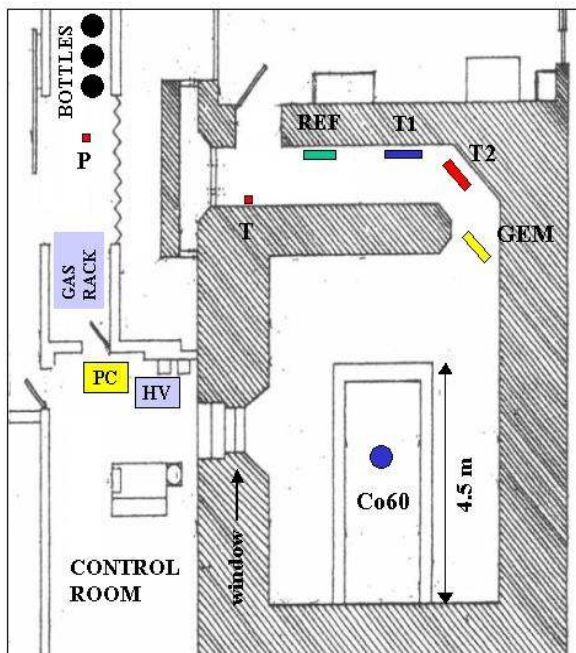 BOTTLES
P
REF
T1
T2
T
GEM
GAS
RACK
PC
HV
Co60
4.5 m
window
CONTROL
ROOM